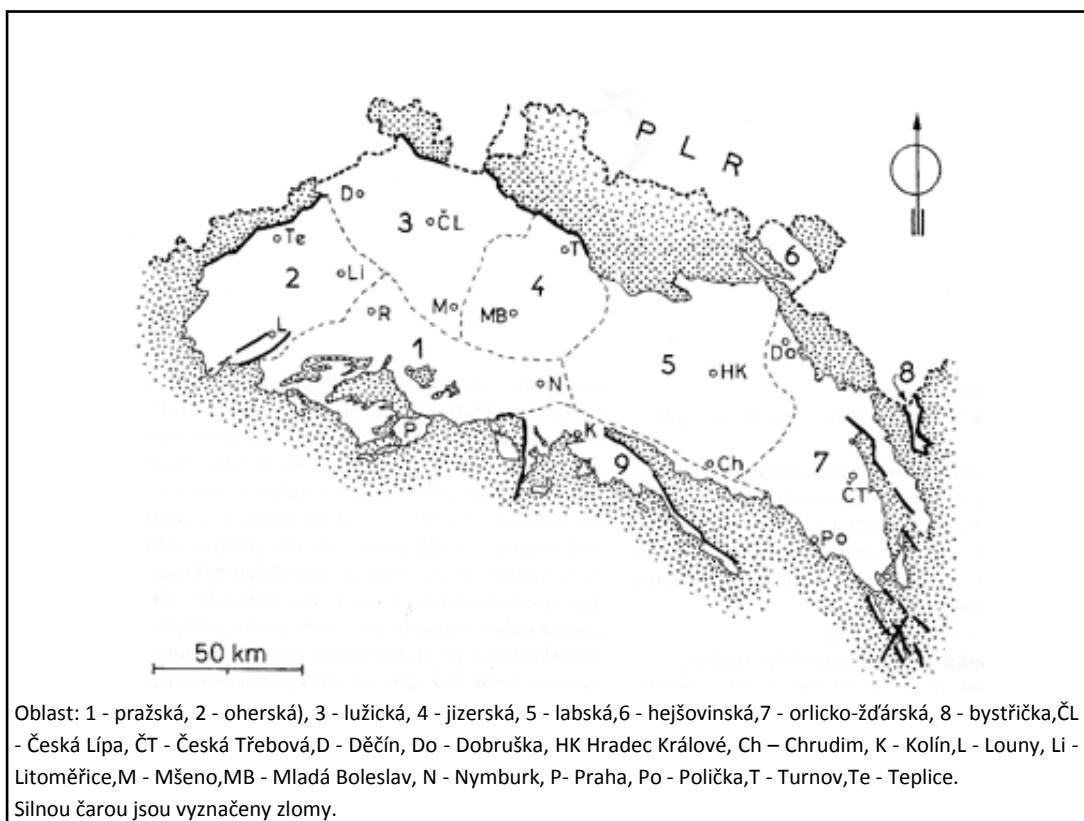 P L R
D
3
ČL
6
Te
T
2
Li
4
M
MB
L
R
1
5
D
HK
N
8
P
K
9
Ch
7
ČT
Po
50 km
Oblast: 1 - pražská, 2 - oherská), 3 - lužická, 4 - jizerská, 5 - labská,6 - hejšovinská,7 - orlicko-žďárská, 8 - bystřička,ČL
- Česká Lípa, ČT - Česká Třebová,D - Děčín, Do - Dobruška, HK Hradec Králové, Ch – Chrudim, K - Kolín,L - Louny, Li -
Litoměřice,M - Mšeno,MB - Mladá Boleslav, N - Nymburk, P- Praha, Po - Polička,T - Turnov,Te - Teplice.
Silnou čarou jsou vyznačeny zlomy.